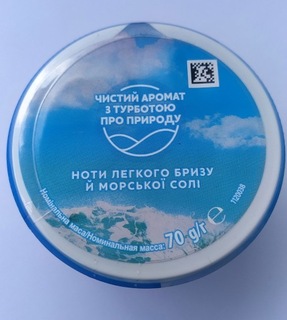 ЧИСТИЙ АРОМАТ
З ТУРБОТОЮ
ПРО ПРИРОДУ
НОТИ ЛЕГКОГО БРИЗУ
Й МОРСЬКОЇ СОЛІ
Номінальна маса/Номинальная масса: 70 g/г ℮